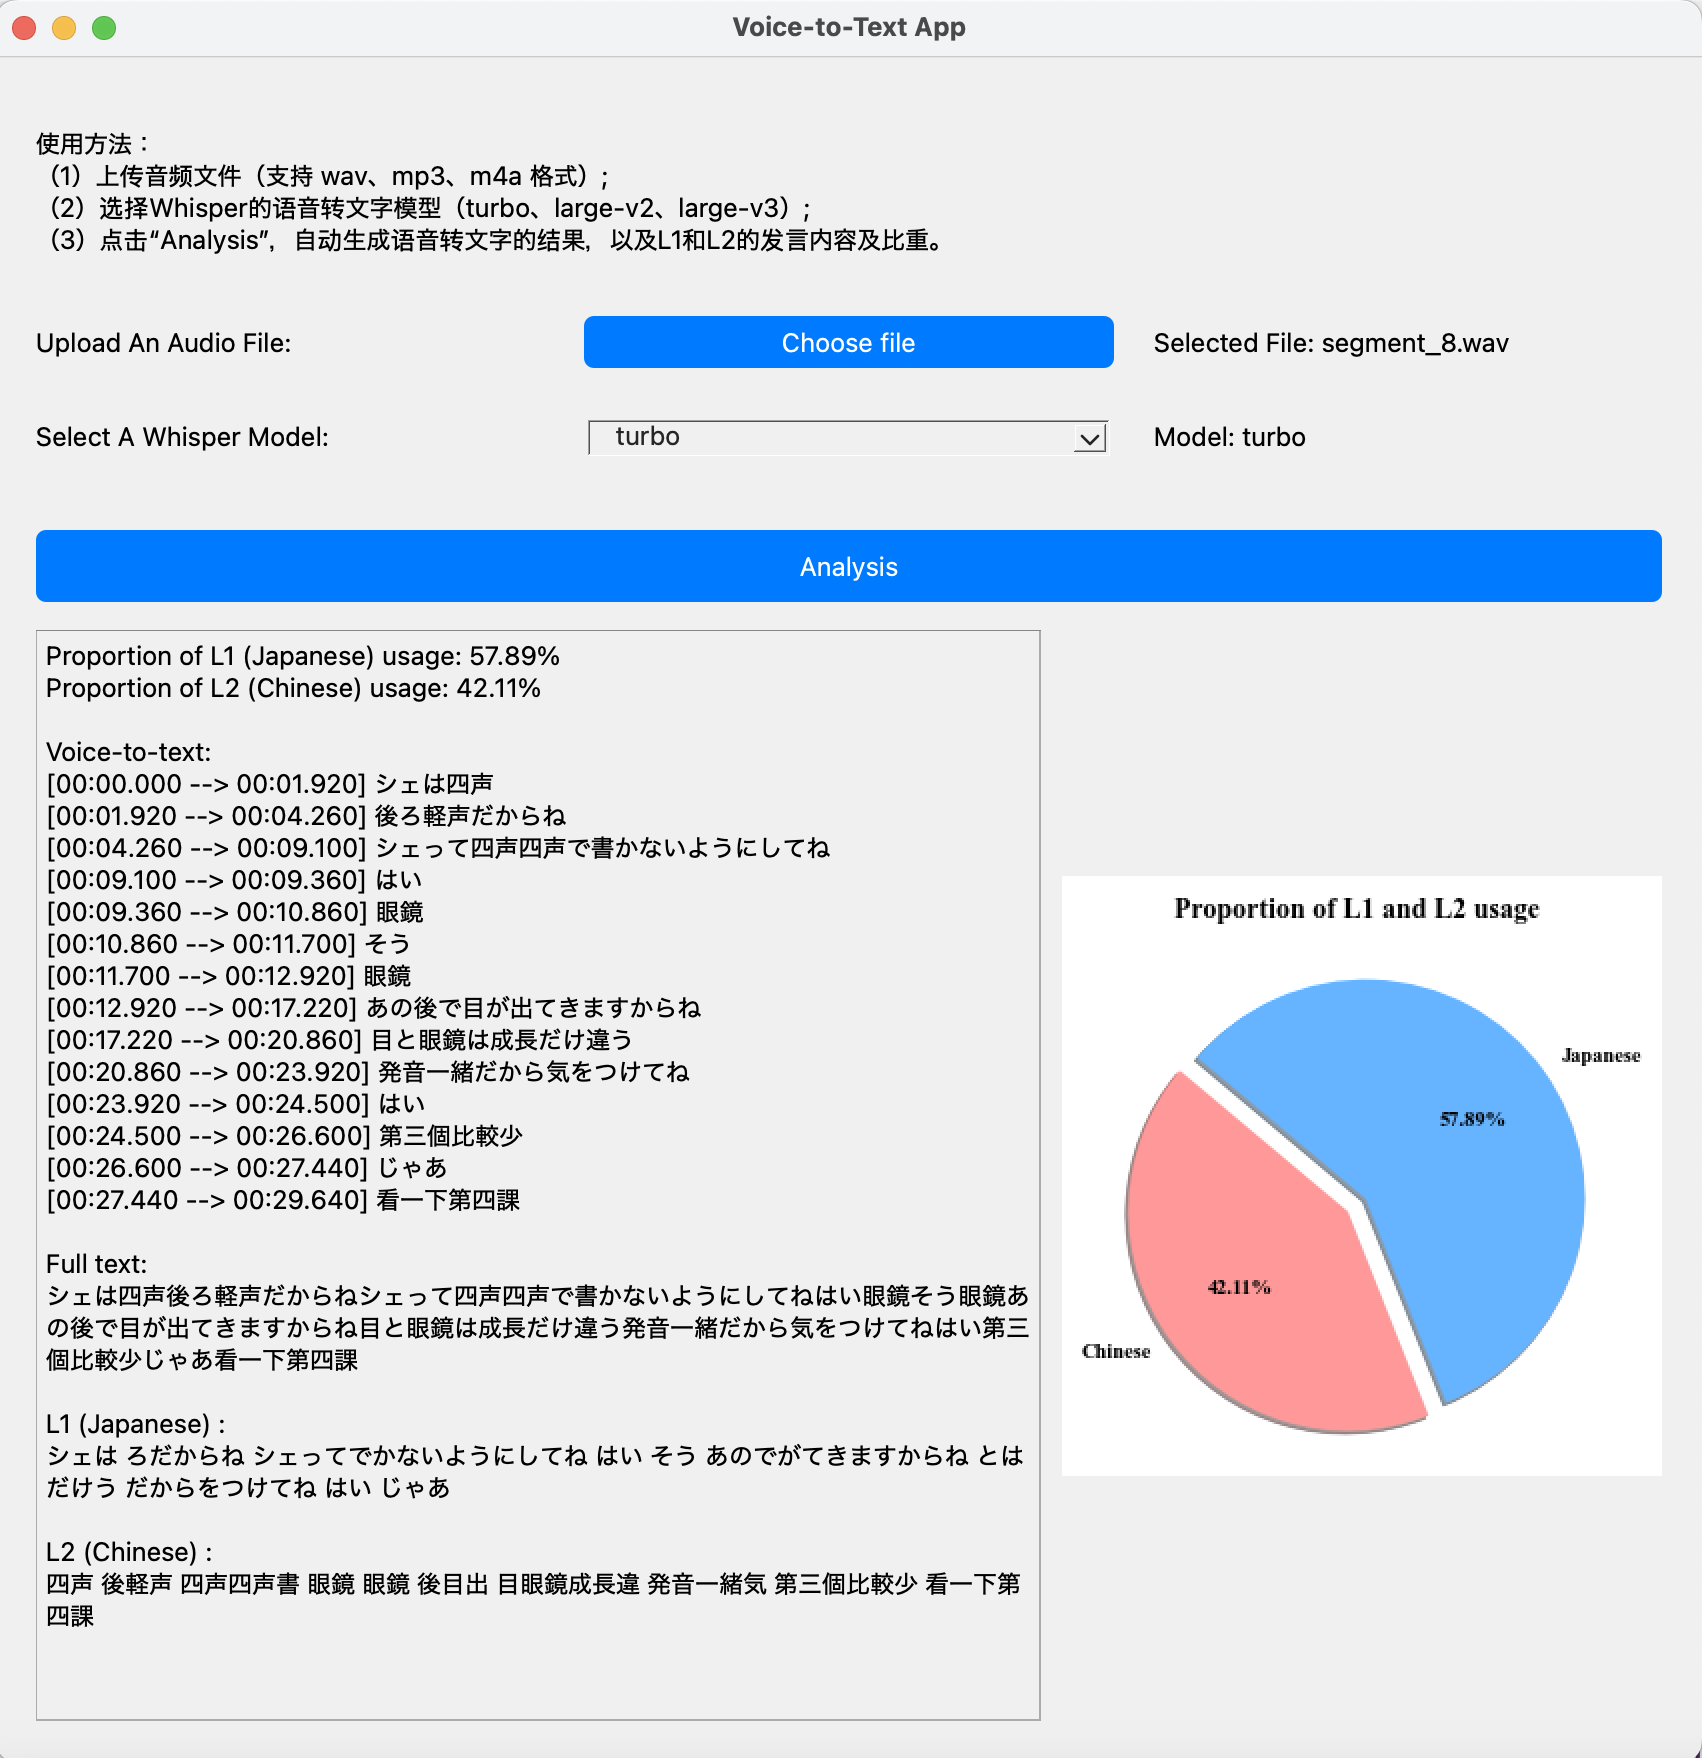 Voice-to-Text App
使用方法：
（1）上传音频文件（支持 wav、mp3、m4a 格式）;
（2）选择Whisper的语音转文字模型（turbo、large-v2、large-v3）;
（3）点击“Analysis”，自动生成语音转文字的结果，以及L1和L2的发言内容及比重。
Upload An Audio File:
Choose file
Selected File: segment_8.wav
Select A Whisper Model:
turbo
Model: turbo
Analysis
Proportion of L1 (Japanese) usage: 57.89%
Proportion of L2 (Chinese) usage: 42.11%
Voice-to-text:
[00:00.000 --> 00:01.920] シェは四声
[00:01.920 --> 00:04.260] 後ろ軽声だからね
[00:04.260 --> 00:09.100] シェって四声四声で書かないようにしてね
[00:09.100 --> 00:09.360] はい
[00:09.360 --> 00:10.860] 眼鏡
[00:10.860 --> 00:11.700] そう
[00:11.700 --> 00:12.920] 眼鏡
[00:12.920 --> 00:17.220] あの後で目が出てきますからね
[00:17.220 --> 00:20.860] 目と眼鏡は成長だけ違う
[00:20.860 --> 00:23.920] 発音一緒だから気をつけてね
[00:23.920 --> 00:24.500] はい
[00:24.500 --> 00:26.600] 第三個比較少
[00:26.600 --> 00:27.440] じゃあ
[00:27.440 --> 00:29.640] 看一下第四課
Full text:
シェは四声後ろ軽声だからねシェって四声四声で書かないようにしてねはい眼鏡そう眼鏡あ
の後で目が出てきますからね目と眼鏡は成長だけ違う発音一緒だから気をつけてねはい第三
個比較少じゃあ看一下第四課
L1 (Japanese) :
シェは ろだからね シェってでかないようにしてね はい そう あのでがてきますからね とは
だけう だからをつけてね はい じゃあ
L2 (Chinese) :
四声 後軽声 四声四声書 眼鏡 眼鏡 後目出 目眼鏡成長違 発音一緒気 第三個比較少 看一下第
四課
Proportion of L1 and L2 usage
Japanese
57.89%
42.11%
Chinese